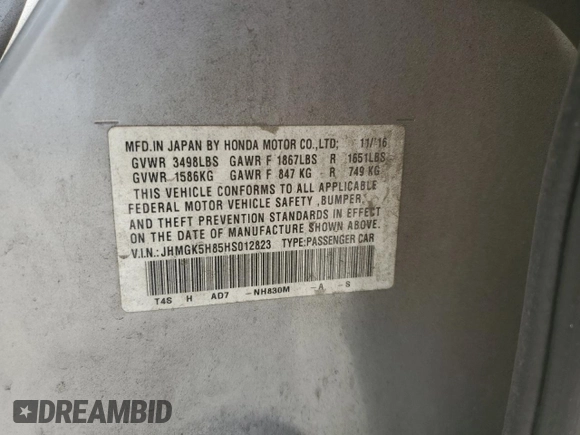 MFD.IN JAPAN BY HONDA MOTOR CO.,LTD; 11/16
GVWR 3498LBS GAWR F 1867LBS R 1651LBS
GVWR 1586KG GAWR F 847 KG - R 749 KG
THIS VEHICLE CONFORMS TO ALL APPLICABLE
FEDERAL MOTOR VEHICLE SAFETY ,BUMPER,
AND THEFT PREVENTION STANDARDS IN EFFECT
ON THE DATE OF MANUFACTURE SHOWN ABOVE.
V.I.N.:JHMGK5H85HS012823 TYPE:PASSENGER CAR
T4S H AD7 -NH830M -A -S
DREAMBID